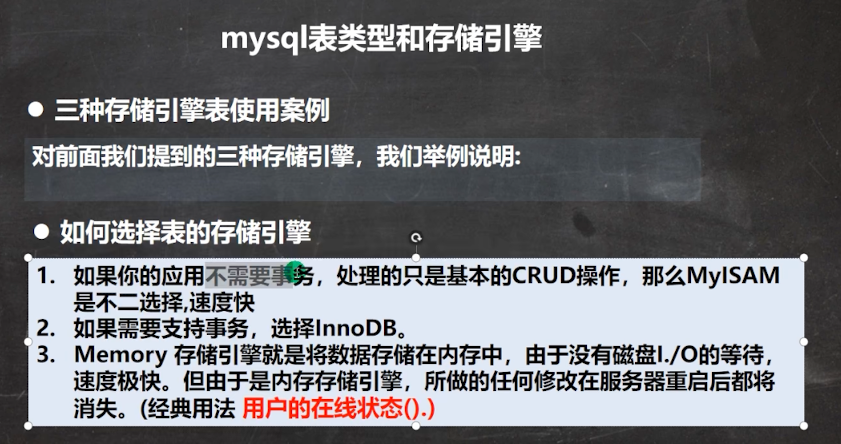 mysql表类型和存储引擎
● 三种存储引擎表使用案例
对前面我们提到的三种存储引擎，我们举例说明:
● 如何选择表的存储引擎
1. 如果你的应用不需要事务，处理的只是基本的CRUD操作，那么MyISAM
是不二选择,速度快
2. 如果需要支持事务，选择InnoDB。
3. Memory 存储引擎就是将数据存储在内存中，由于没有磁盘I./O的等待，
速度极快。但由于是内存存储引擎，所做的任何修改在服务器重启后都将
消失。(经典用法 用户的在线状态().)